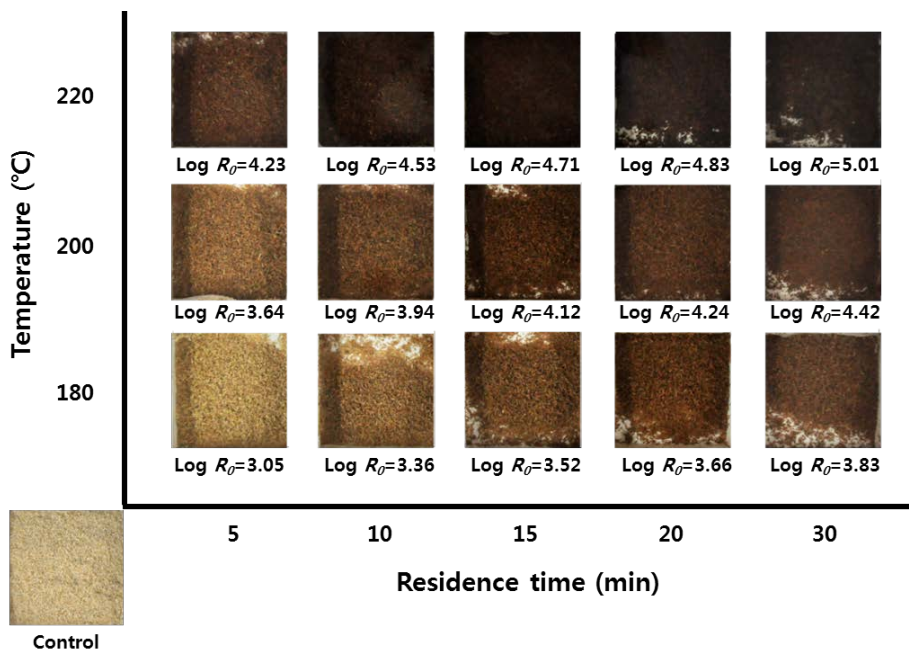 Temperature (℃)
220
Log R0=4.23 Log R0=4.53 Log R0=4.71 Log R0=4.83 Log R0=5.01
200
Log R0=3.64 Log R0=3.94 Log R0=4.12 Log R0=4.24 Log R0=4.42
180
Log R0=3.05 Log R0=3.36 Log R0=3.52 Log R0=3.66 Log R0=3.83
5 10 15 20 30
Residence time (min)
Control